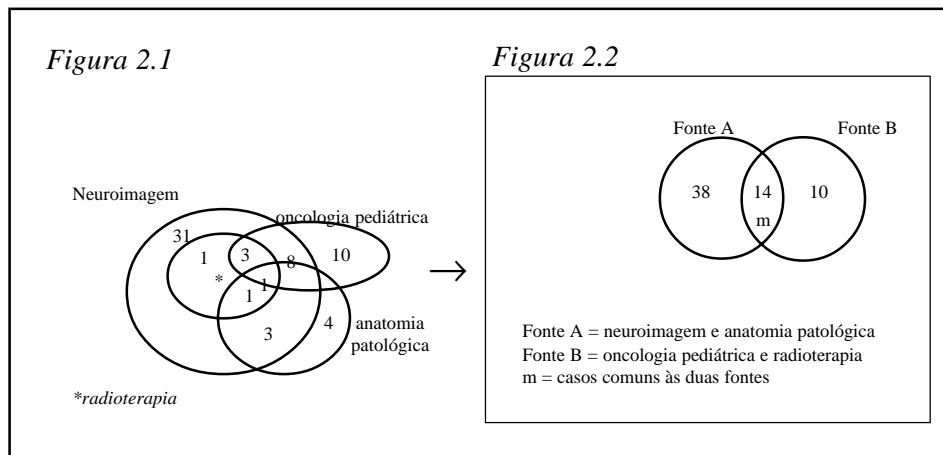 Figura 2.1
Neuroimagem
oncologia pediátrica
31
1
3
8
10
*
1
1
3
4
anatomia
patológica
*radioterapia
→
Figura 2.2
Fonte A
Fonte B
38
14
10
m
Fonte A = neuroimagem e anatomia patológica
Fonte B = oncologia pediátrica e radioterapia
m = casos comuns às duas fontes